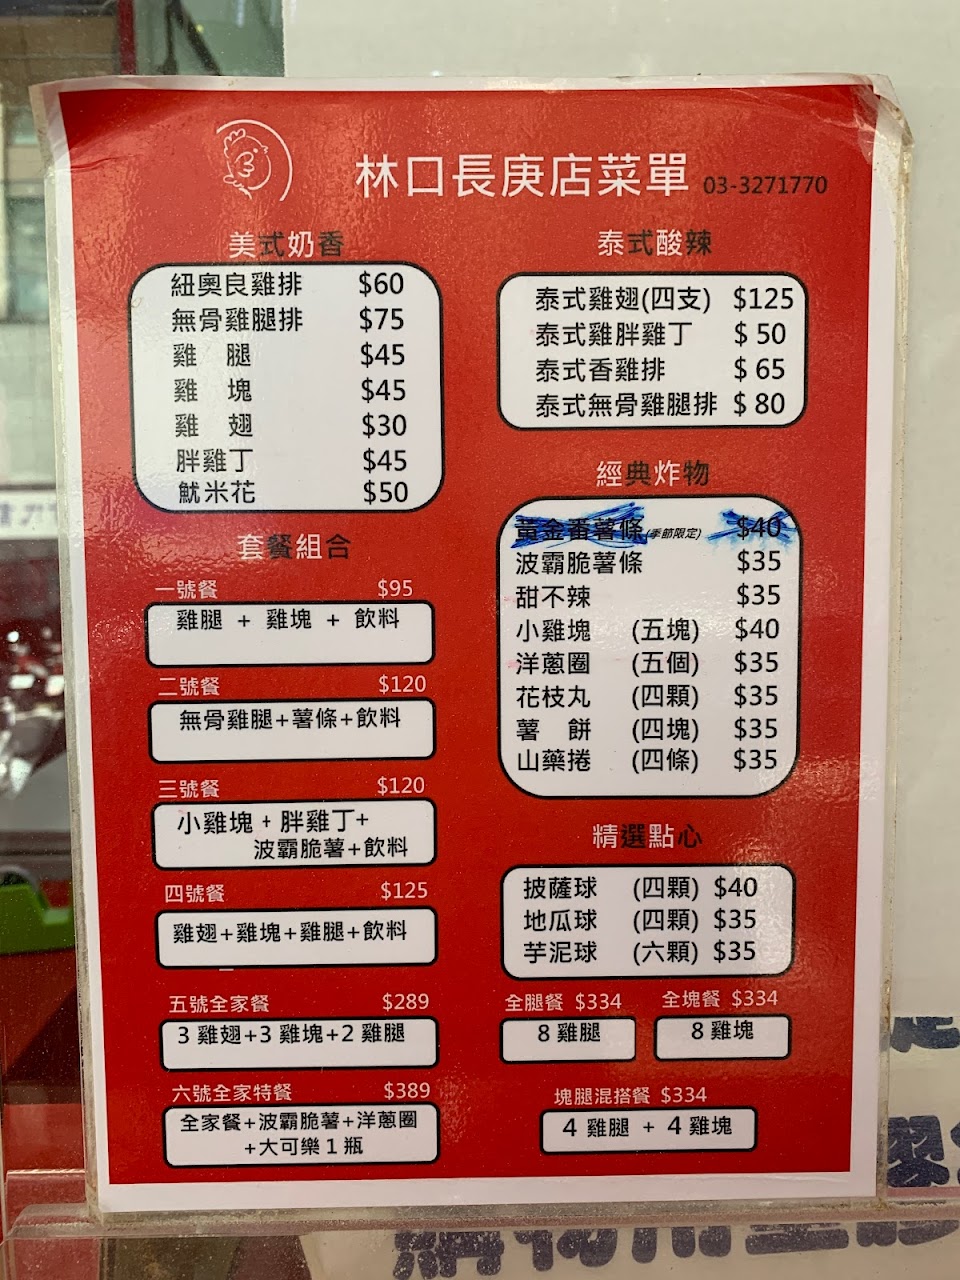 林口長庚店菜單 03-3271770
美式奶香
紐奧良雞排 $60
無骨雞腿排 $75
雞 腿 $45
雞 塊 $45
雞 翅 $30
胖雞丁 $45
魷米花 $50
套餐組合
一號餐 $95
雞腿 + 雞塊 + 飲料
二號餐 $120
無骨雞腿+薯條+飲料
三號餐 $120
小雞塊+胖雞丁+
波霸脆薯+飲料
四號餐 $125
雞翅+雞塊+雞腿+飲料
五號全家餐 $289
3 雞翅+3 雞塊+2 雞腿
六號全家特餐 $389
全家餐+波霸脆薯+洋蔥圈
+大可樂1瓶
泰式酸辣
泰式雞翅(四支) $125
泰式雞胖雞丁 $ 50
泰式香雞排 $ 65
泰式無骨雞腿排 $ 80
經典炸物
黃金番薯條(季節限定) $40
波霸脆薯條 $35
甜不辣 $35
小雞塊 (五塊) $40
洋蔥圈 (五個) $35
花枝丸 (四顆) $35
薯 餅 (四塊) $35
山藥捲 (四條) $35
精選點心
披薩球 (四顆) $40
地瓜球 (四顆) $35
芋泥球 (六顆) $35
全腿餐 $334
8 雞腿
全塊餐 $334
8 雞塊
塊腿混搭餐 $334
4 雞腿 + 4 雞塊